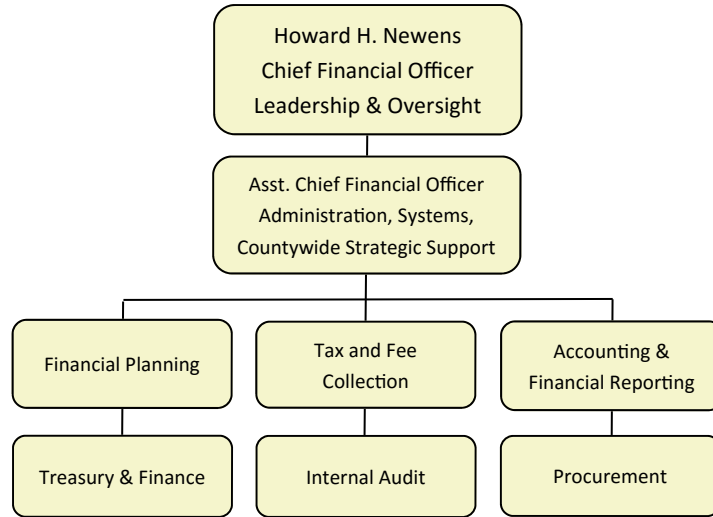 Howard H. Newens
Chief Financial Officer
Leadership & Oversight
Asst. Chief Financial Officer
Administration, Systems,
Countywide Strategic Support
Financial Planning
Tax and Fee
Collection
Accounting &
Financial Reporting
Treasury & Finance
Internal Audit
Procurement